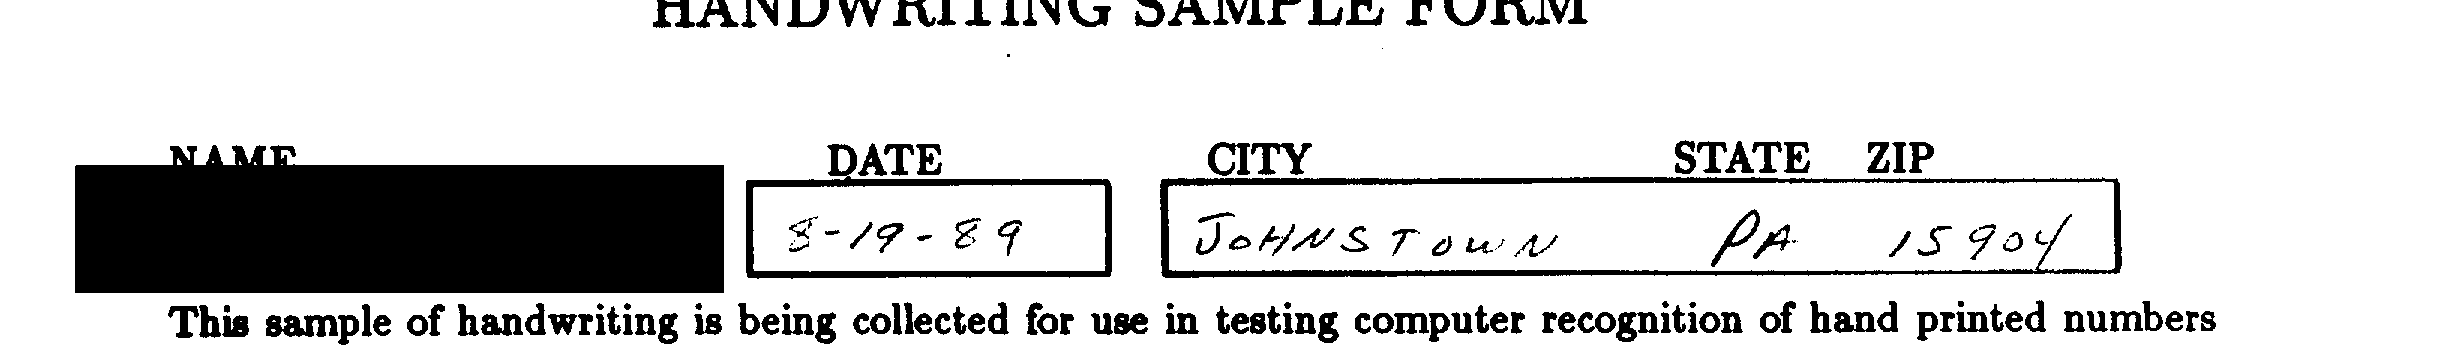 HANDWRITING SAMPLE FORM
NAME DATE CITY STATE ZIP
8-19-89 JOHNSTOWN PA 15904
This sample of handwriting is being collected for use in testing computer recognition of hand printed numbers